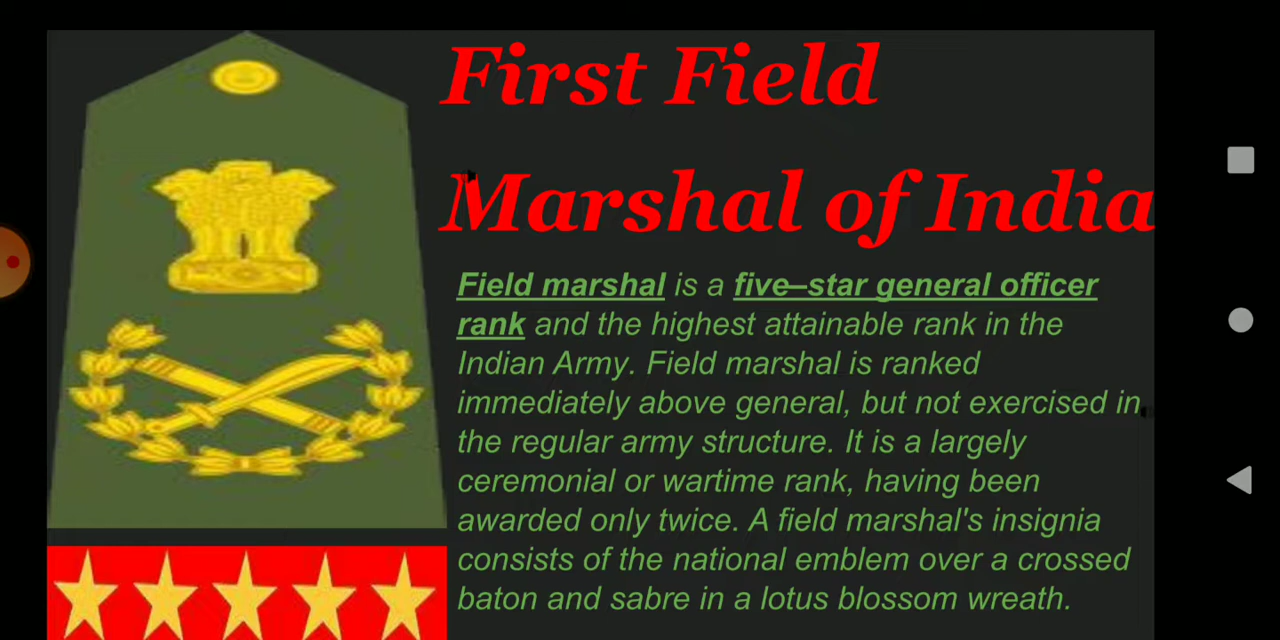 First Field
Marshal of India
Field marshal is a five–star general officer
rank and the highest attainable rank in the
Indian Army. Field marshal is ranked
immediately above general, but not exercised in
the regular army structure. It is a largely
ceremonial or wartime rank, having been
awarded only twice. A field marshal's insignia
consists of the national emblem over a crossed
baton and sabre in a lotus blossom wreath.